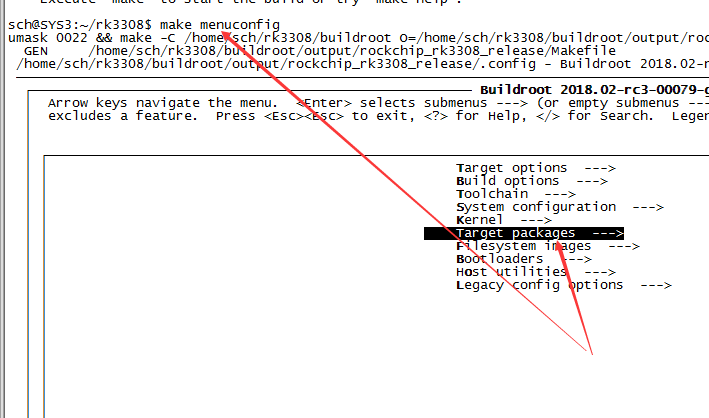 Execute `make` to start the build or try `make help`.
sch@SYS3:~/rk3308$ make menuconfig
umask 0022 && make -C /home/sch/rk3308/buildroot O=/home/sch/rk3308/buildroot/output/roc
GEN /home/sch/rk3308/buildroot/output/rockchip_rk3308_release/Makefile
/home/sch/rk3308/buildroot/output/rockchip_rk3308_release/.config - Buildroot 2018.02-r
Buildroot 2018.02-rc3-00079-g
Arrow keys navigate the menu. <Enter> selects submenus ---> (or empty submenus ---
excludes a feature. Press <Esc><Esc> to exit, <?> for Help, </> for Search. Legen
Target options --->
Build options --->
Toolchain --->
System configuration --->
Kernel --->
Target packages --->
Filesystem images --->
Bootloaders --->
Host utilities --->
Legacy config options --->